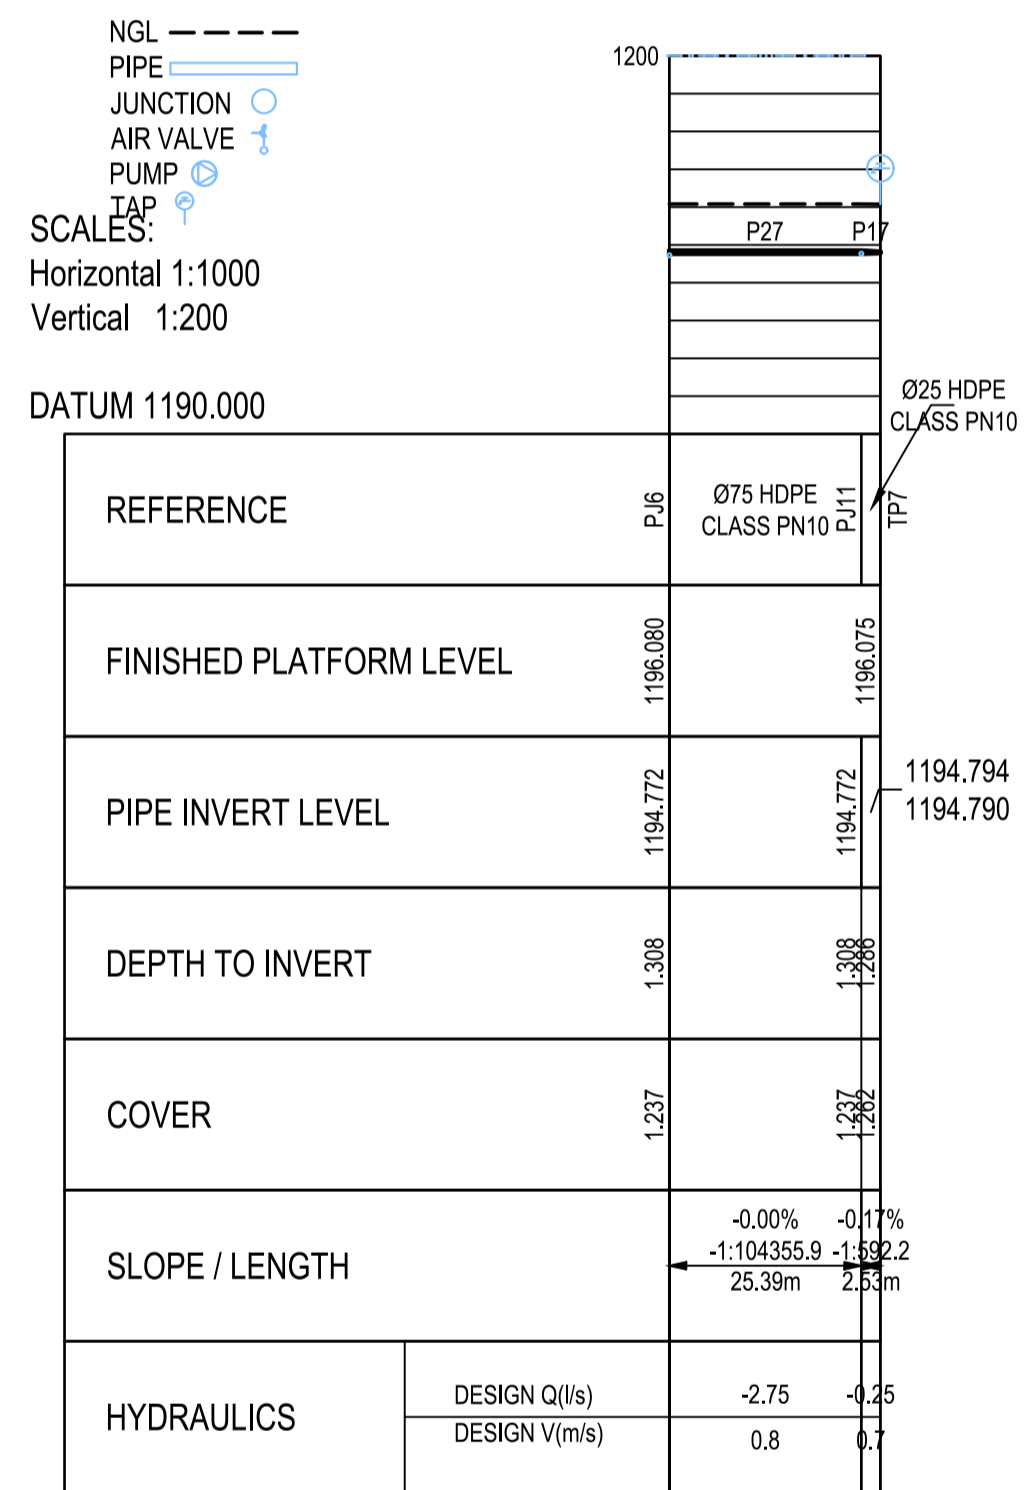 NGL
PIPE
JUNCTION
AIR VALVE
PUMP
TAP
SCALES:
Horizontal 1:1000
Vertical 1:200
DATUM 1190.000
1200
P27 P17
Ø25 HDPE
CLASS PN10
REFERENCE
PJ6
Ø75 HDPE
CLASS PN10
PJ11
TP7
FINISHED PLATFORM LEVEL
1196.080
1196.075
PIPE INVERT LEVEL
1194.772
1194.772
1194.794
1194.790
DEPTH TO INVERT
1.308
1.308
1.286
COVER
1.237
1.237
1.262
SLOPE / LENGTH
-0.00% -0.17%
-1:104355.9 -1:592.2
25.39m 2.53m
HYDRAULICS
DESIGN Q(l/s) -2.75 -0.25
DESIGN V(m/s) 0.8 0.7